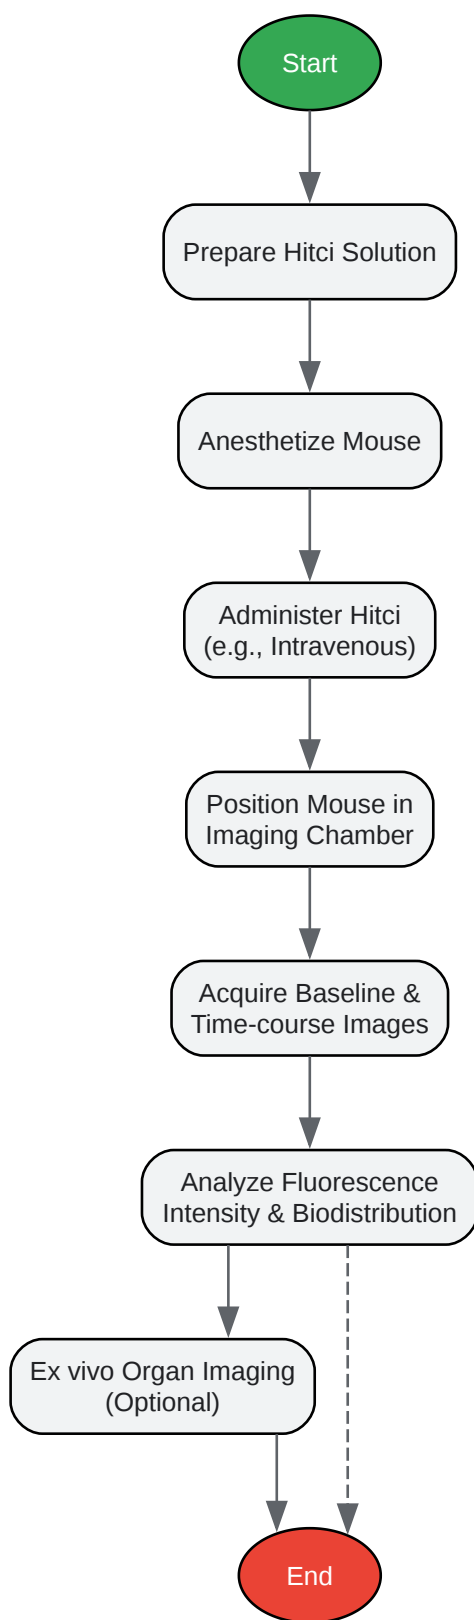 Start
Prepare Hitci Solution
Anesthetize Mouse
Administer Hitci
(e.g., Intravenous)
Position Mouse in
Imaging Chamber
Acquire Baseline &
Time-course Images
Analyze Fluorescence
Intensity & Biodistribution
Ex vivo Organ Imaging
(Optional)
End